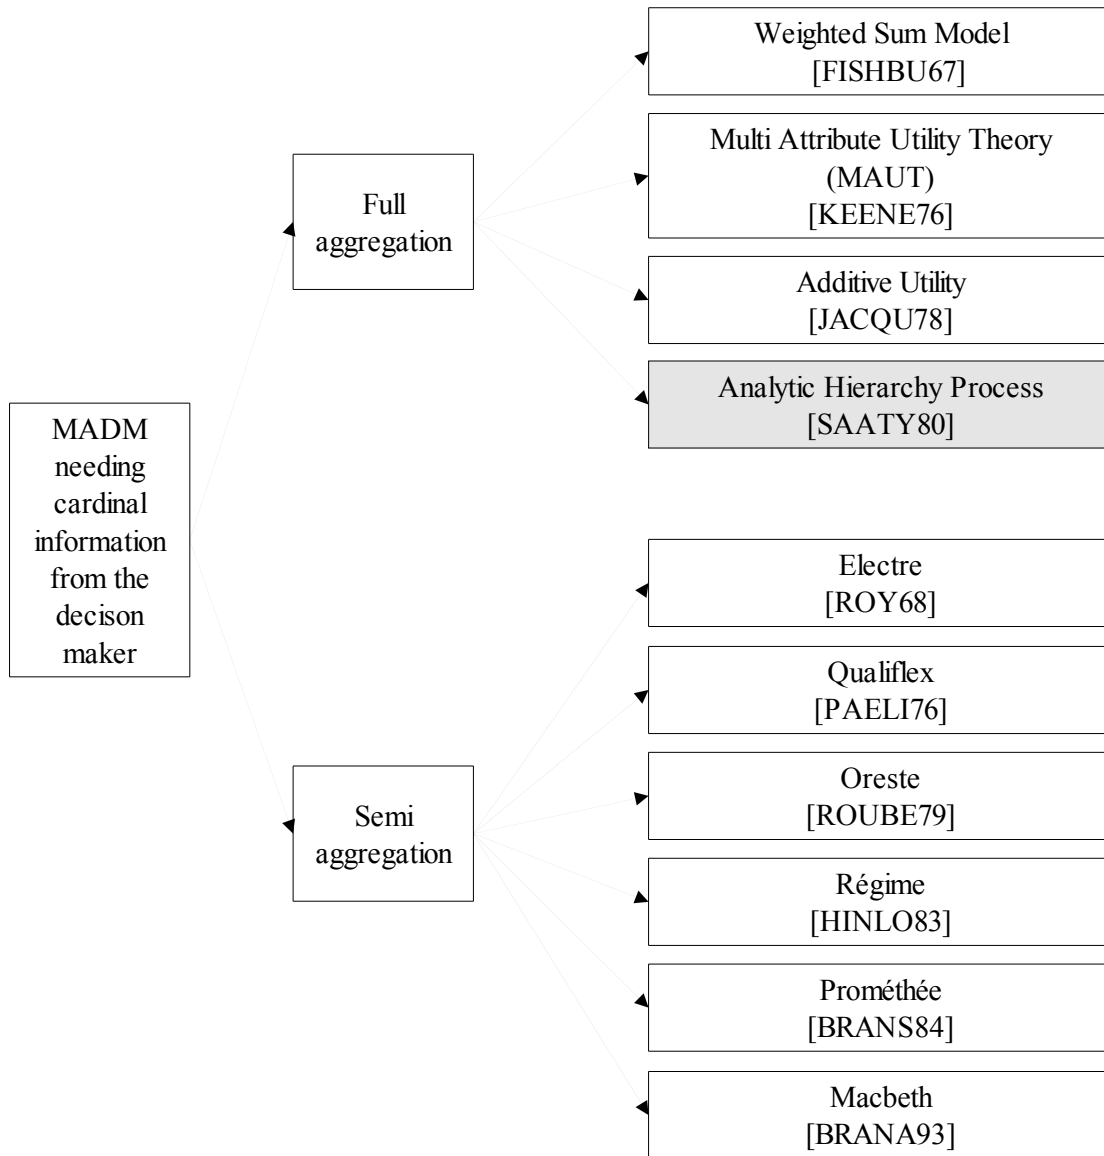 MADM
needing
cardinal
information
from the
decison
maker
Full
aggregation
Weighted Sum Model
[FISHBU67]
Multi Attribute Utility Theory
(MAUT)
[KEENE76]
Additive Utility
[JACQU78]
Analytic Hierarchy Process
[SAATY80]
Semi
aggregation
Electre
[ROY68]
Qualiflex
[PAELI76]
Oreste
[ROUBE79]
Régime
[HINLO83]
Prométhée
[BRANS84]
Macbeth
[BRANA93]